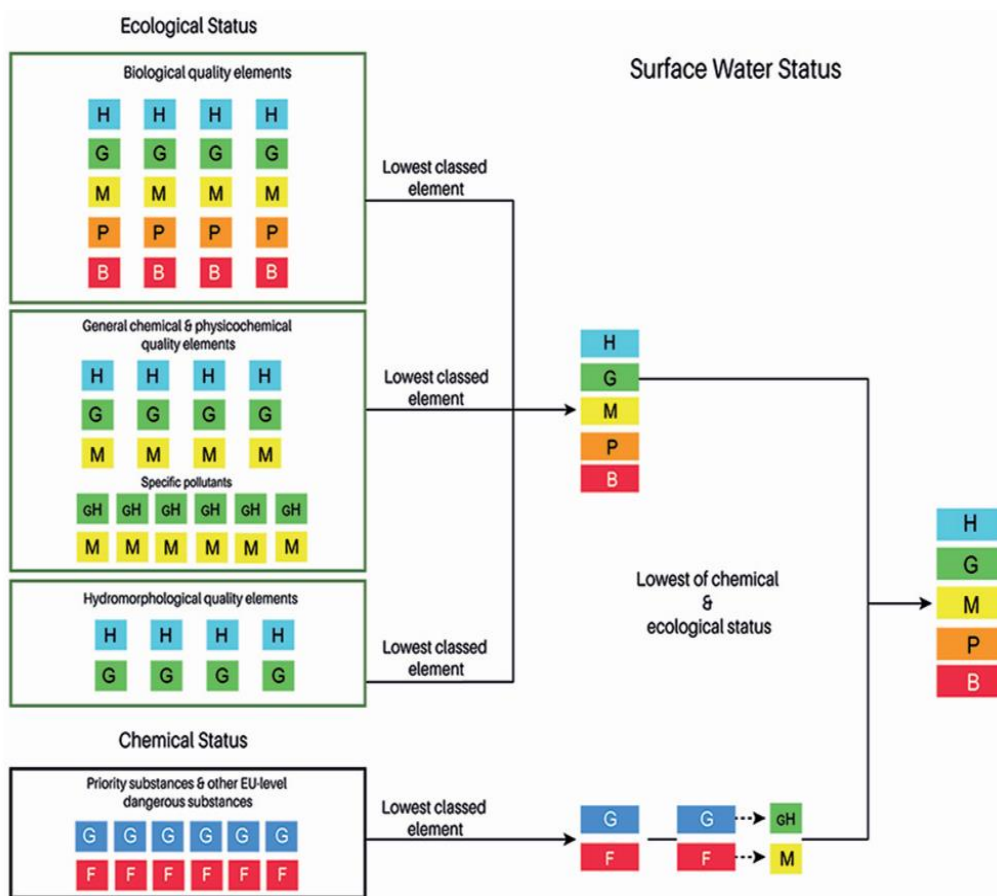 Ecological Status
Biological quality elements
H H H H
G G G G
M M M M
P P P P
B B B B
Lowest classed
element
General chemical & physicochemical
quality elements
H H H H
G G G G
M M M M
Specific pollutants
GH GH GH GH GH GH
M M M M M M
Lowest classed
element
Hydromorphological quality elements
H H H H
G G G G
Lowest classed
element
Chemical Status
Priority substances & other EU-level
dangerous substances
G G G G G G
F F F F F F
Lowest classed
element
Surface Water Status
H
G
M
P
B
Lowest of chemical
&
ecological status
G G GH
F F M
H
G
M
P
B